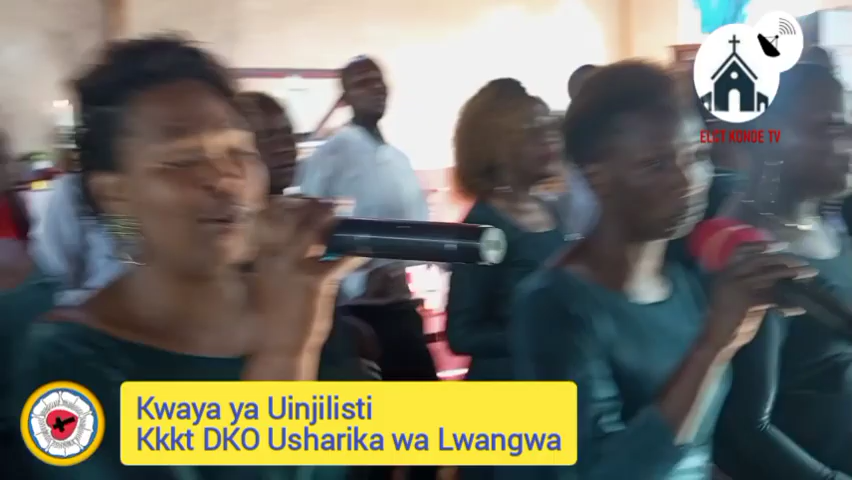 ELCT KONDE TV
Kwaya ya Uinjilisti
Kkkt DKO Usharika wa Lwangwa